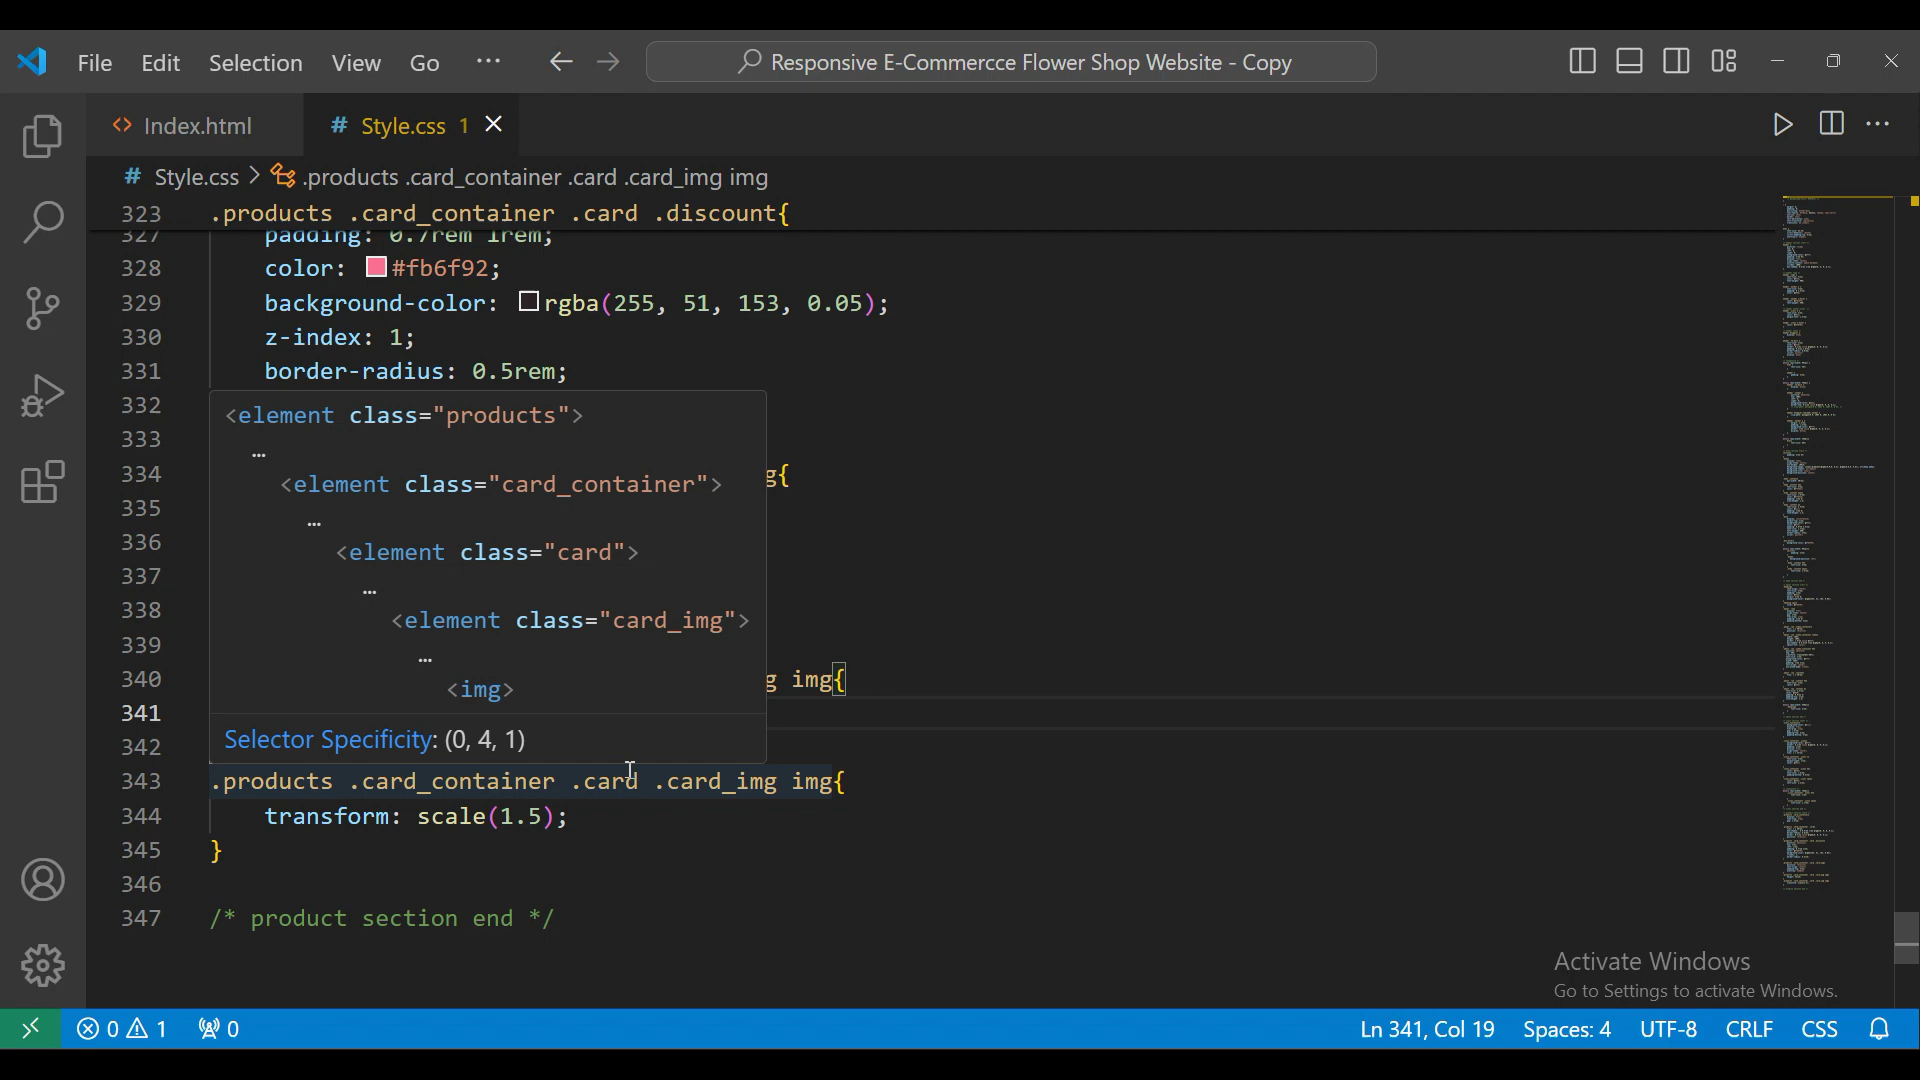 File Edit Selection View Go ··· Responsive E-Commercce Flower Shop Website - Copy
Index.html Style.css 1
Style.css > .products .card_container .card .card_img img
323 .products .card_container .card .discount{
327 padding: 0.7rem 1rem;
328 color: #fb6f92;
329 background-color: rgba(255, 51, 153, 0.05);
330 z-index: 1;
331 border-radius: 0.5rem;
332 <element class="products">
333 …
334 <element class="card_container"> g{
335 …
336 <element class="card">
337 …
338 <element class="card_img">
339 …
340 <img> g img{
341
342 Selector Specificity: (0, 4, 1)
343 .products .card_container .card .card_img img{
344 transform: scale(1.5);
345 }
346
347 /* product section end */
Activate Windows
Go to Settings to activate Windows.
0 1 0 Ln 341, Col 19 Spaces: 4 UTF-8 CRLF CSS